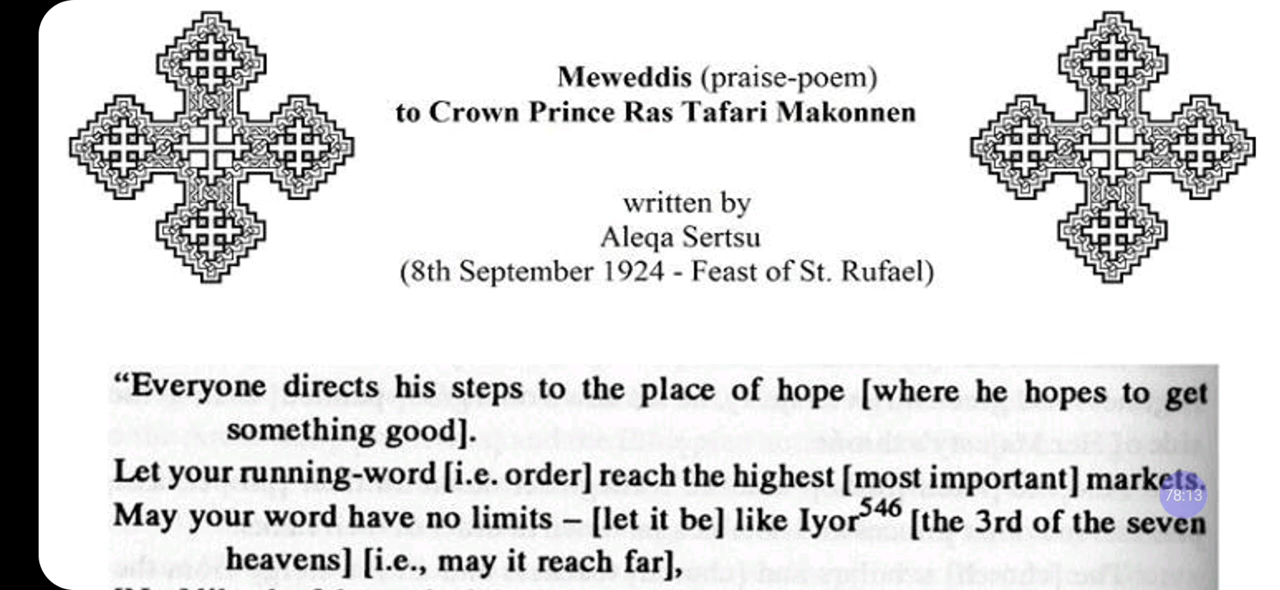 Meweddis (praise-poem)
to Crown Prince Ras Tafari Makonnen
written by
Aleqa Sertsu
(8th September 1924 - Feast of St. Rufael)
“Everyone directs his steps to the place of hope [where he hopes to get
something good].
Let your running-word [i.e. order] reach the highest [most important] markets.
78:13
May your word have no limits – [let it be] like Iyor546 [the 3rd of the seven
heavens] [i.e., may it reach far],